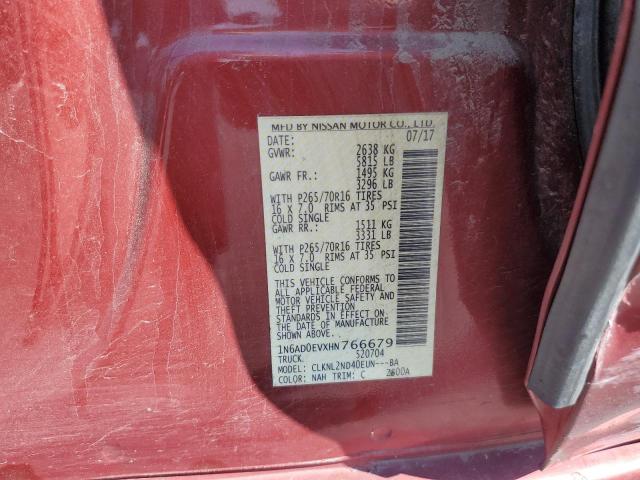 MFD BY NISSAN MOTOR CO., LTD.
DATE: 07/17
GVWR: 2638 KG
5815 LB
GAWR FR.: 1495 KG
3296 LB
WITH P265/70R16 TIRES
16 X 7.0 RIMS AT 35 PSI
COLD SINGLE
GAWR RR.: 1511 KG
3331 LB
WITH P265/70R16 TIRES
16 X 7.0 RIMS AT 35 PSI
COLD SINGLE
THIS VEHICLE CONFORMS TO
ALL APPLICABLE FEDERAL
MOTOR VEHICLE SAFETY AND
THEFT PREVENTION
STANDARDS IN EFFECT ON
THE DATE OF MANUFACTURE
SHOWN ABOVE.
1N6AD0EVXHN766679
TRUCK. S20704
MODEL: CLKNL2ND40EUN---BA
COLOR: NAH TRIM: C 2600A